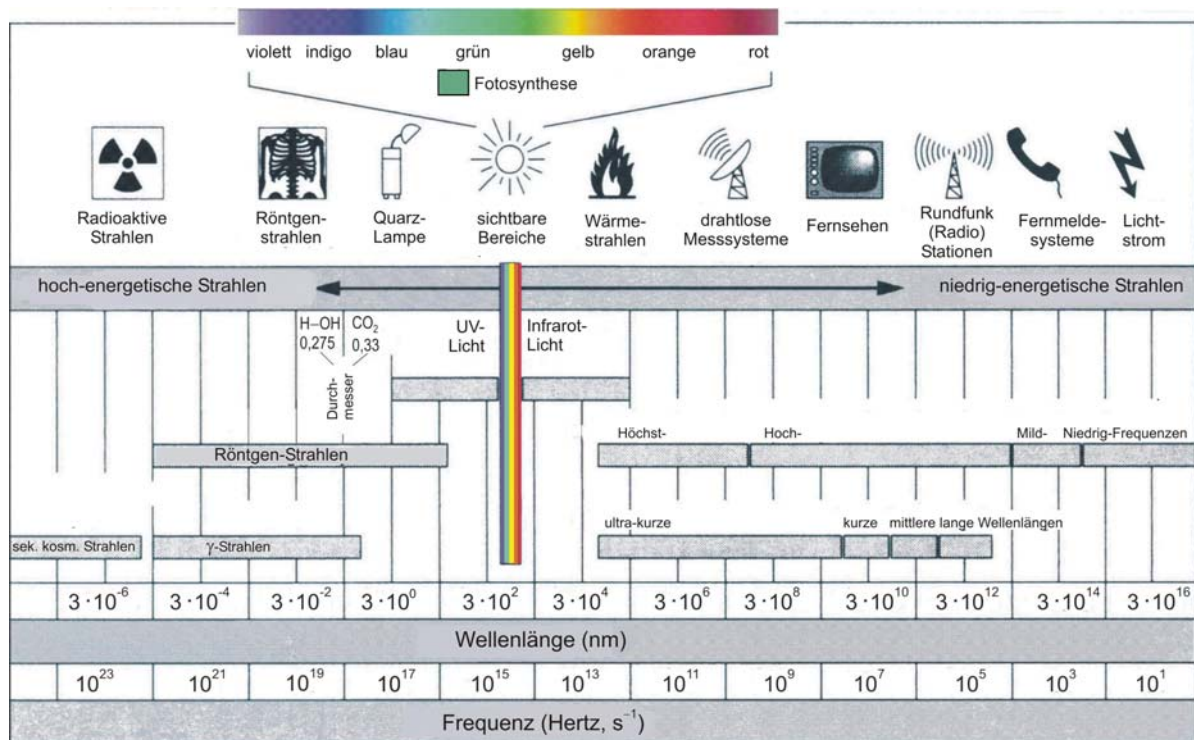 violett indigo blau grün gelb orange rot
Fotosynthese
Radioaktive
Strahlen
Röntgen-
strahlen
Quarz-
Lampe
sichtbare
Bereiche
Wärme-
strahlen
drahtlose
Messsysteme
Fernsehen
Rundfunk
(Radio)
Stationen
Fernmelde-
systeme
Licht-
strom
hoch-energetische Strahlen niedrig-energetische Strahlen
H–OH
0,275
CO₂
0,33
Durch-
messer
UV-
Licht
Infrarot-
Licht
Röntgen-Strahlen
Höchst- Hoch- Mild- Niedrig-Frequenzen
ultra-kurze kurze mittlere lange Wellenlängen
sek. kosm. Strahlen γ-Strahlen
3 · 10⁻⁶ 3 · 10⁻⁴ 3 · 10⁻² 3 · 10⁰ 3 · 10² 3 · 10⁴ 3 · 10⁶ 3 · 10⁸ 3 · 10¹⁰ 3 · 10¹² 3 · 10¹⁴ 3 · 10¹⁶
Wellenlänge (nm)
10²³ 10²¹ 10¹⁹ 10¹⁷ 10¹⁵ 10¹³ 10¹¹ 10⁹ 10⁷ 10⁵ 10³ 10¹
Frequenz (Hertz, s⁻¹)